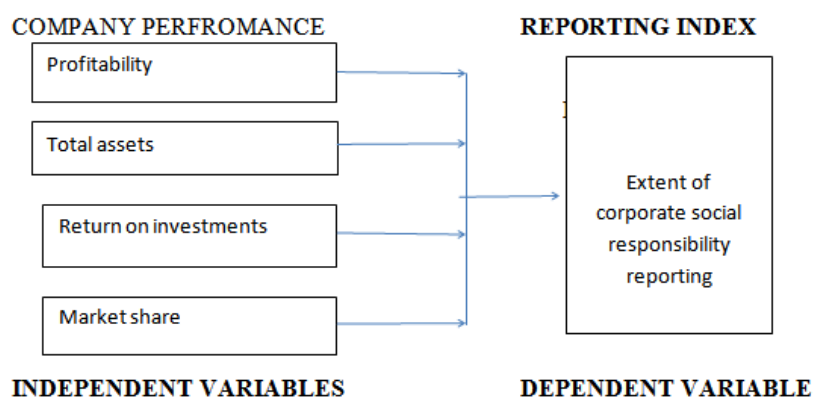 COMPANY PERFROMANCE
REPORTING INDEX
Profitability
Total assets
Return on investments
Market share
Extent of
corporate social
responsibility
reporting
INDEPENDENT VARIABLES
DEPENDENT VARIABLE